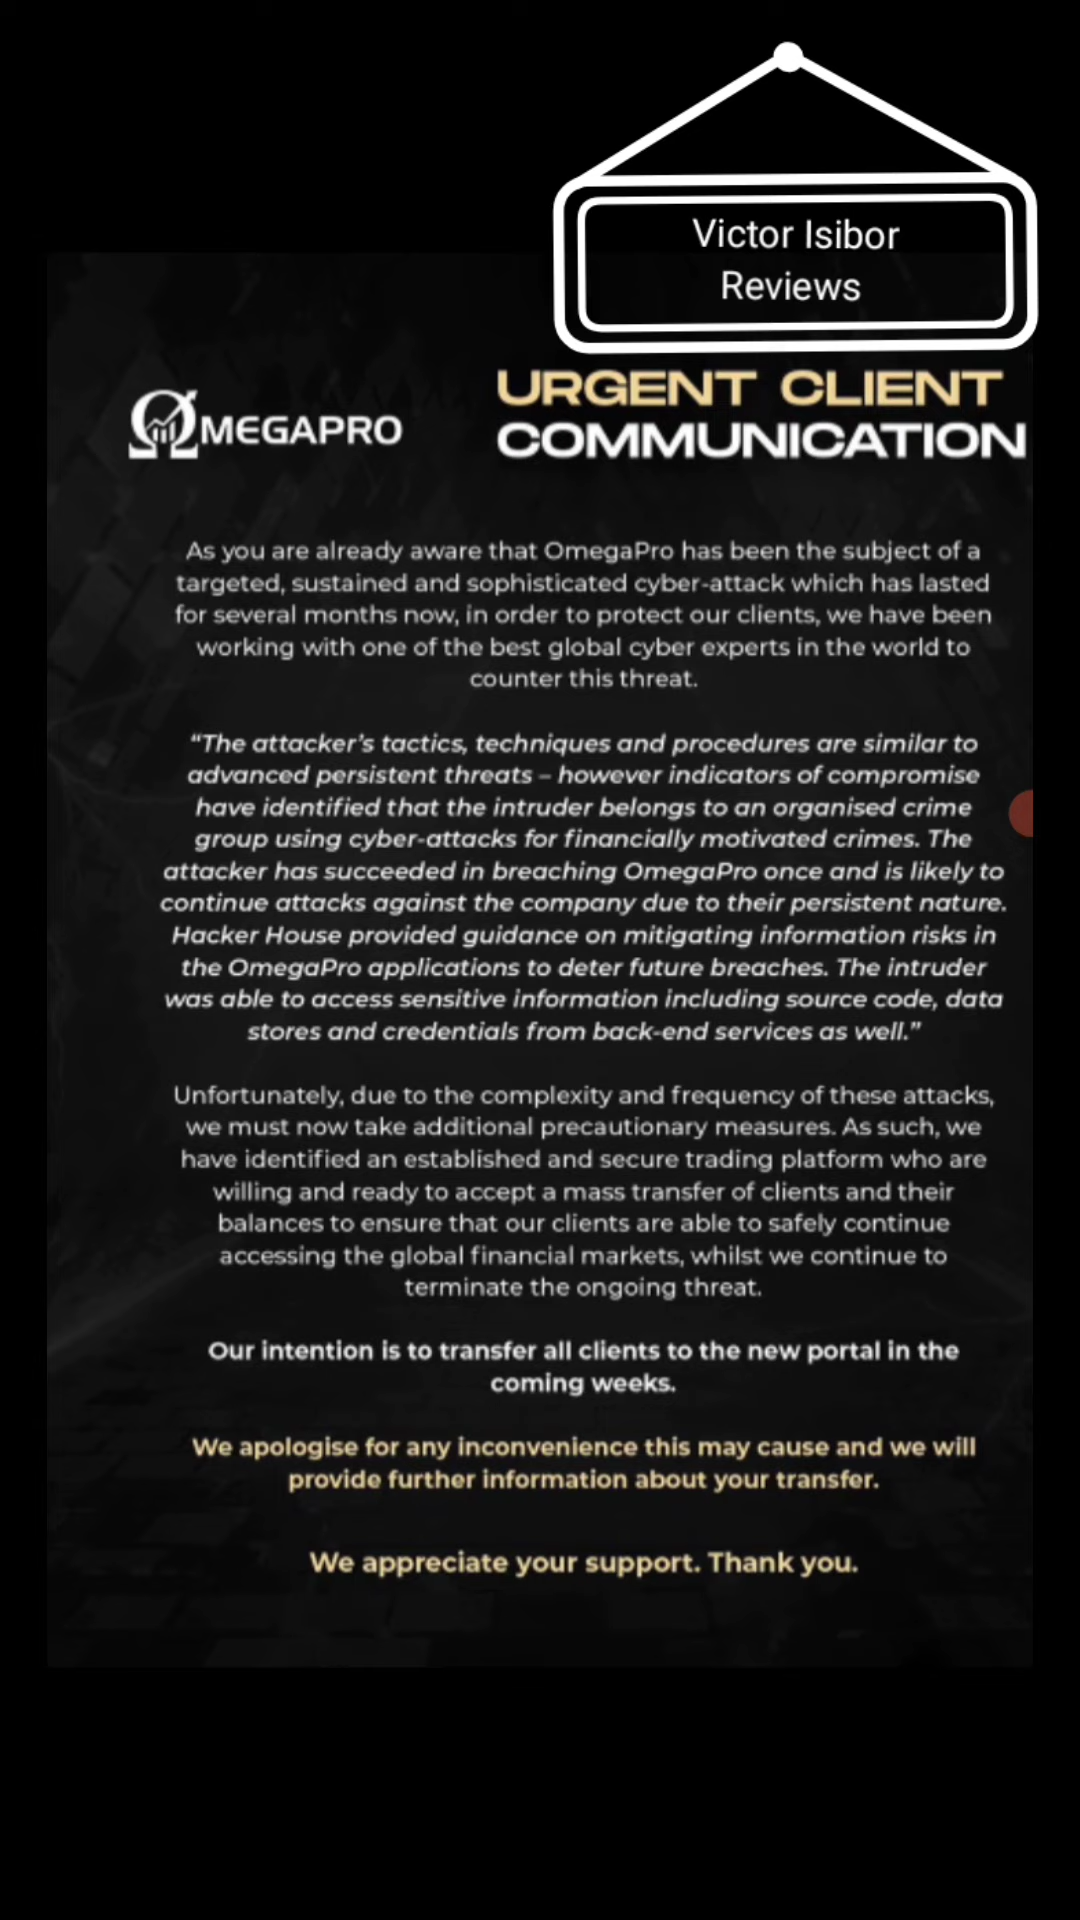 Victor Isibor
Reviews
ΩMEGAPRO
URGENT CLIENT
COMMUNICATION
As you are already aware that OmegaPro has been the subject of a
targeted, sustained and sophisticated cyber-attack which has lasted
for several months now, in order to protect our clients, we have been
working with one of the best global cyber experts in the world to
counter this threat.
“The attacker’s tactics, techniques and procedures are similar to
advanced persistent threats – however indicators of compromise
have identified that the intruder belongs to an organised crime
group using cyber-attacks for financially motivated crimes. The
attacker has succeeded in breaching OmegaPro once and is likely to
continue attacks against the company due to their persistent nature.
Hacker House provided guidance on mitigating information risks in
the OmegaPro applications to deter future breaches. The intruder
was able to access sensitive information including source code, data
stores and credentials from back-end services as well.”
Unfortunately, due to the complexity and frequency of these attacks,
we must now take additional precautionary measures. As such, we
have identified an established and secure trading platform who are
willing and ready to accept a mass transfer of clients and their
balances to ensure that our clients are able to safely continue
accessing the global financial markets, whilst we continue to
terminate the ongoing threat.
Our intention is to transfer all clients to the new portal in the
coming weeks.
We apologise for any inconvenience this may cause and we will
provide further information about your transfer.
We appreciate your support. Thank you.